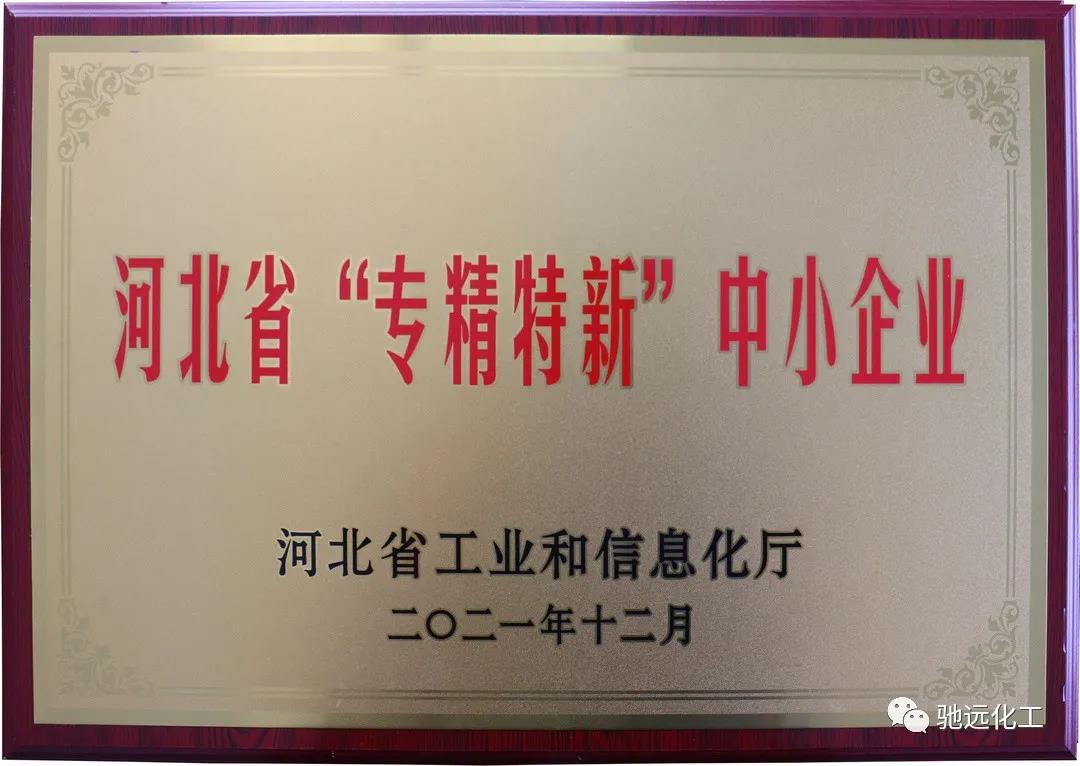 河北省“专精特新”中小企业
河北省工业和信息化厅
二〇二一年十二月
驰远化工